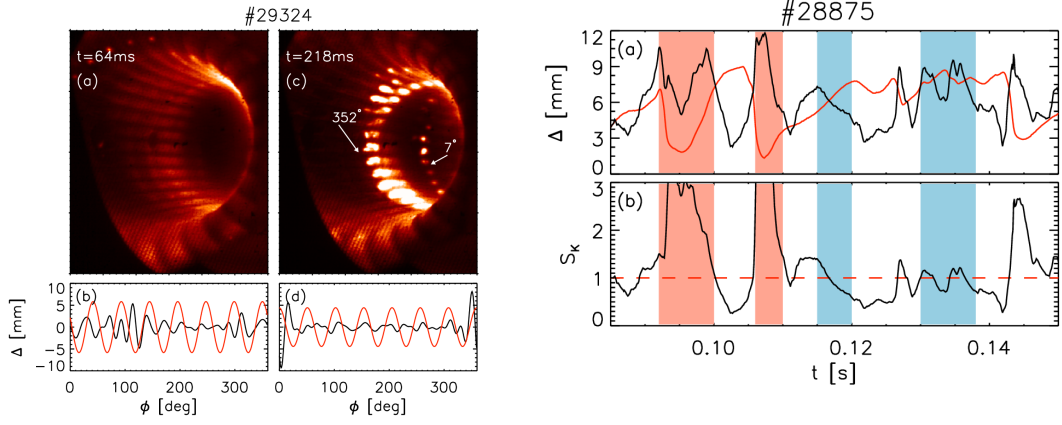 #29324
t=64ms
(a)
t=218ms
(c)
352°
7°
(b)
(d)
Δ [mm]
10
5
0
-5
-10
0 100 200 300
0 100 200 300
ϕ [deg]
ϕ [deg]
#28875
(a)
Δ [mm]
12
9
6
3
0
(b)
S_K
2
1
0
0.10 0.12 0.14
t [s]